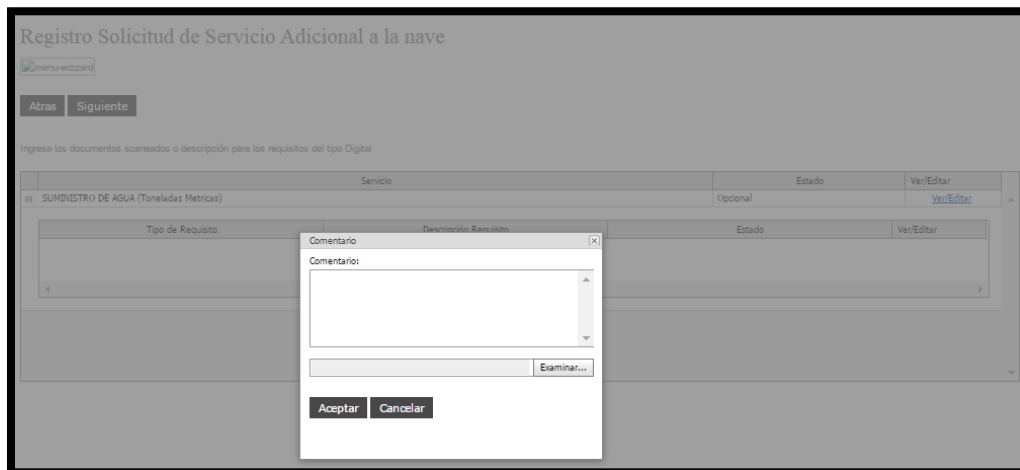 Registro Solicitud de Servicio Adicional a la nave
menu-wizzard
Atras Siguiente
Ingrese los documentos scaneados o descripción para los requisitos del tipo Digital
Servicio Estado Ver/Editar
SUMINISTRO DE AGUA (Toneladas Metricas) Opcional Ver/Editar
Tipo de Requisito Descripción Requisito Estado Ver/Editar
Comentario
Comentario:
Examinar...
Aceptar Cancelar